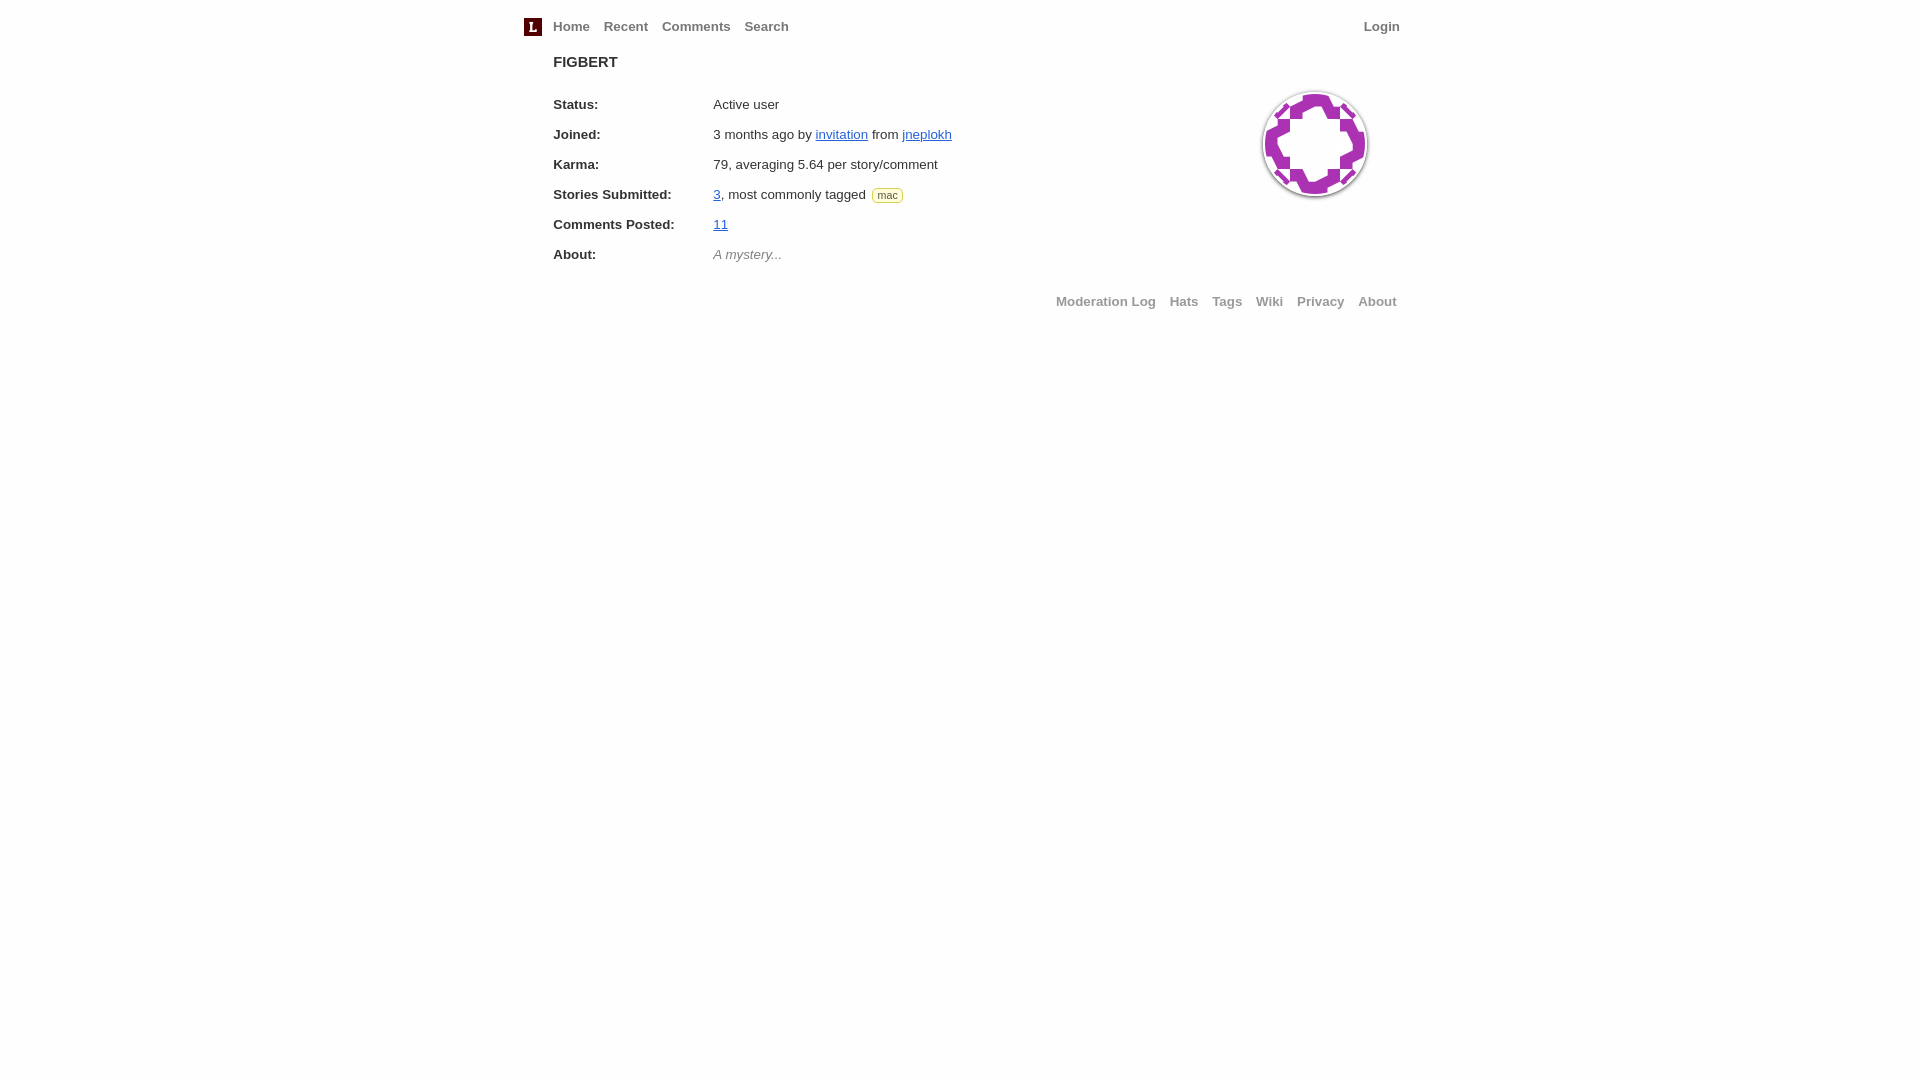 L Home Recent Comments Search Login
FIGBERT
Status: Active user
Joined: 3 months ago by invitation from jneplokh
Karma: 79, averaging 5.64 per story/comment
Stories Submitted: 3, most commonly tagged mac
Comments Posted: 11
About: A mystery...
Moderation Log Hats Tags Wiki Privacy About